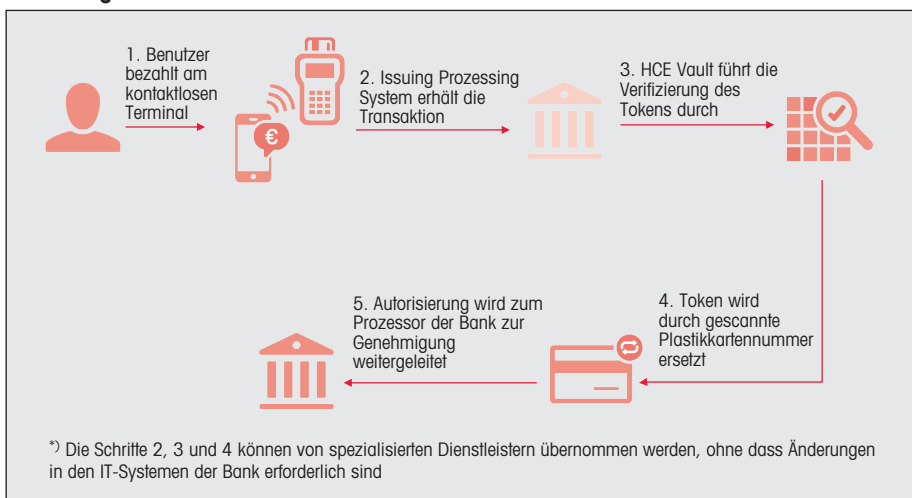 1. Benutzer
bezahlt am
kontaktlosen
Terminal
€
2. Issuing Prozessing
System erhält die
Transaktion
3. HCE Vault führt die
Verifizierung des
Tokens durch
4. Token wird
durch gescannte
Plastikkartennummer
ersetzt
5. Autorisierung wird zum
Prozessor der Bank zur
Genehmigung
weitergeleitet
*) Die Schritte 2, 3 und 4 können von spezialisierten Dienstleistern übernommen werden, ohne dass Änderungen
in den IT-Systemen der Bank erforderlich sind